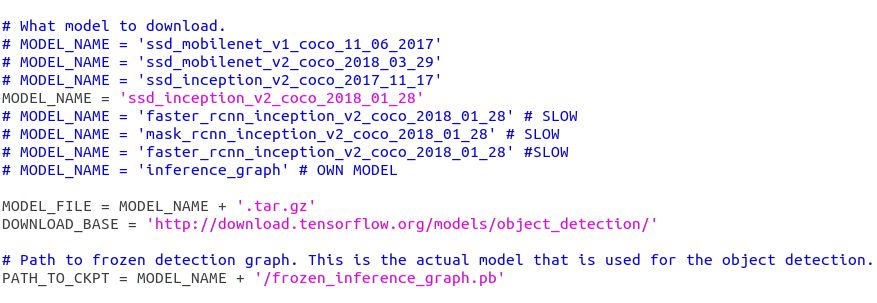 # What model to download.
# MODEL_NAME = 'ssd_mobilenet_v1_coco_11_06_2017'
# MODEL_NAME = 'ssd_mobilenet_v2_coco_2018_03_29'
# MODEL_NAME = 'ssd_inception_v2_coco_2017_11_17'
MODEL_NAME = 'ssd_inception_v2_coco_2018_01_28'
# MODEL_NAME = 'faster_rcnn_inception_v2_coco_2018_01_28' # SLOW
# MODEL_NAME = 'mask_rcnn_inception_v2_coco_2018_01_28' # SLOW
# MODEL_NAME = 'faster_rcnn_inception_v2_coco_2018_01_28' #SLOW
# MODEL_NAME = 'inference_graph' # OWN MODEL
MODEL_FILE = MODEL_NAME + '.tar.gz'
DOWNLOAD_BASE = 'http://download.tensorflow.org/models/object_detection/'
# Path to frozen detection graph. This is the actual model that is used for the object detection.
PATH_TO_CKPT = MODEL_NAME + '/frozen_inference_graph.pb'